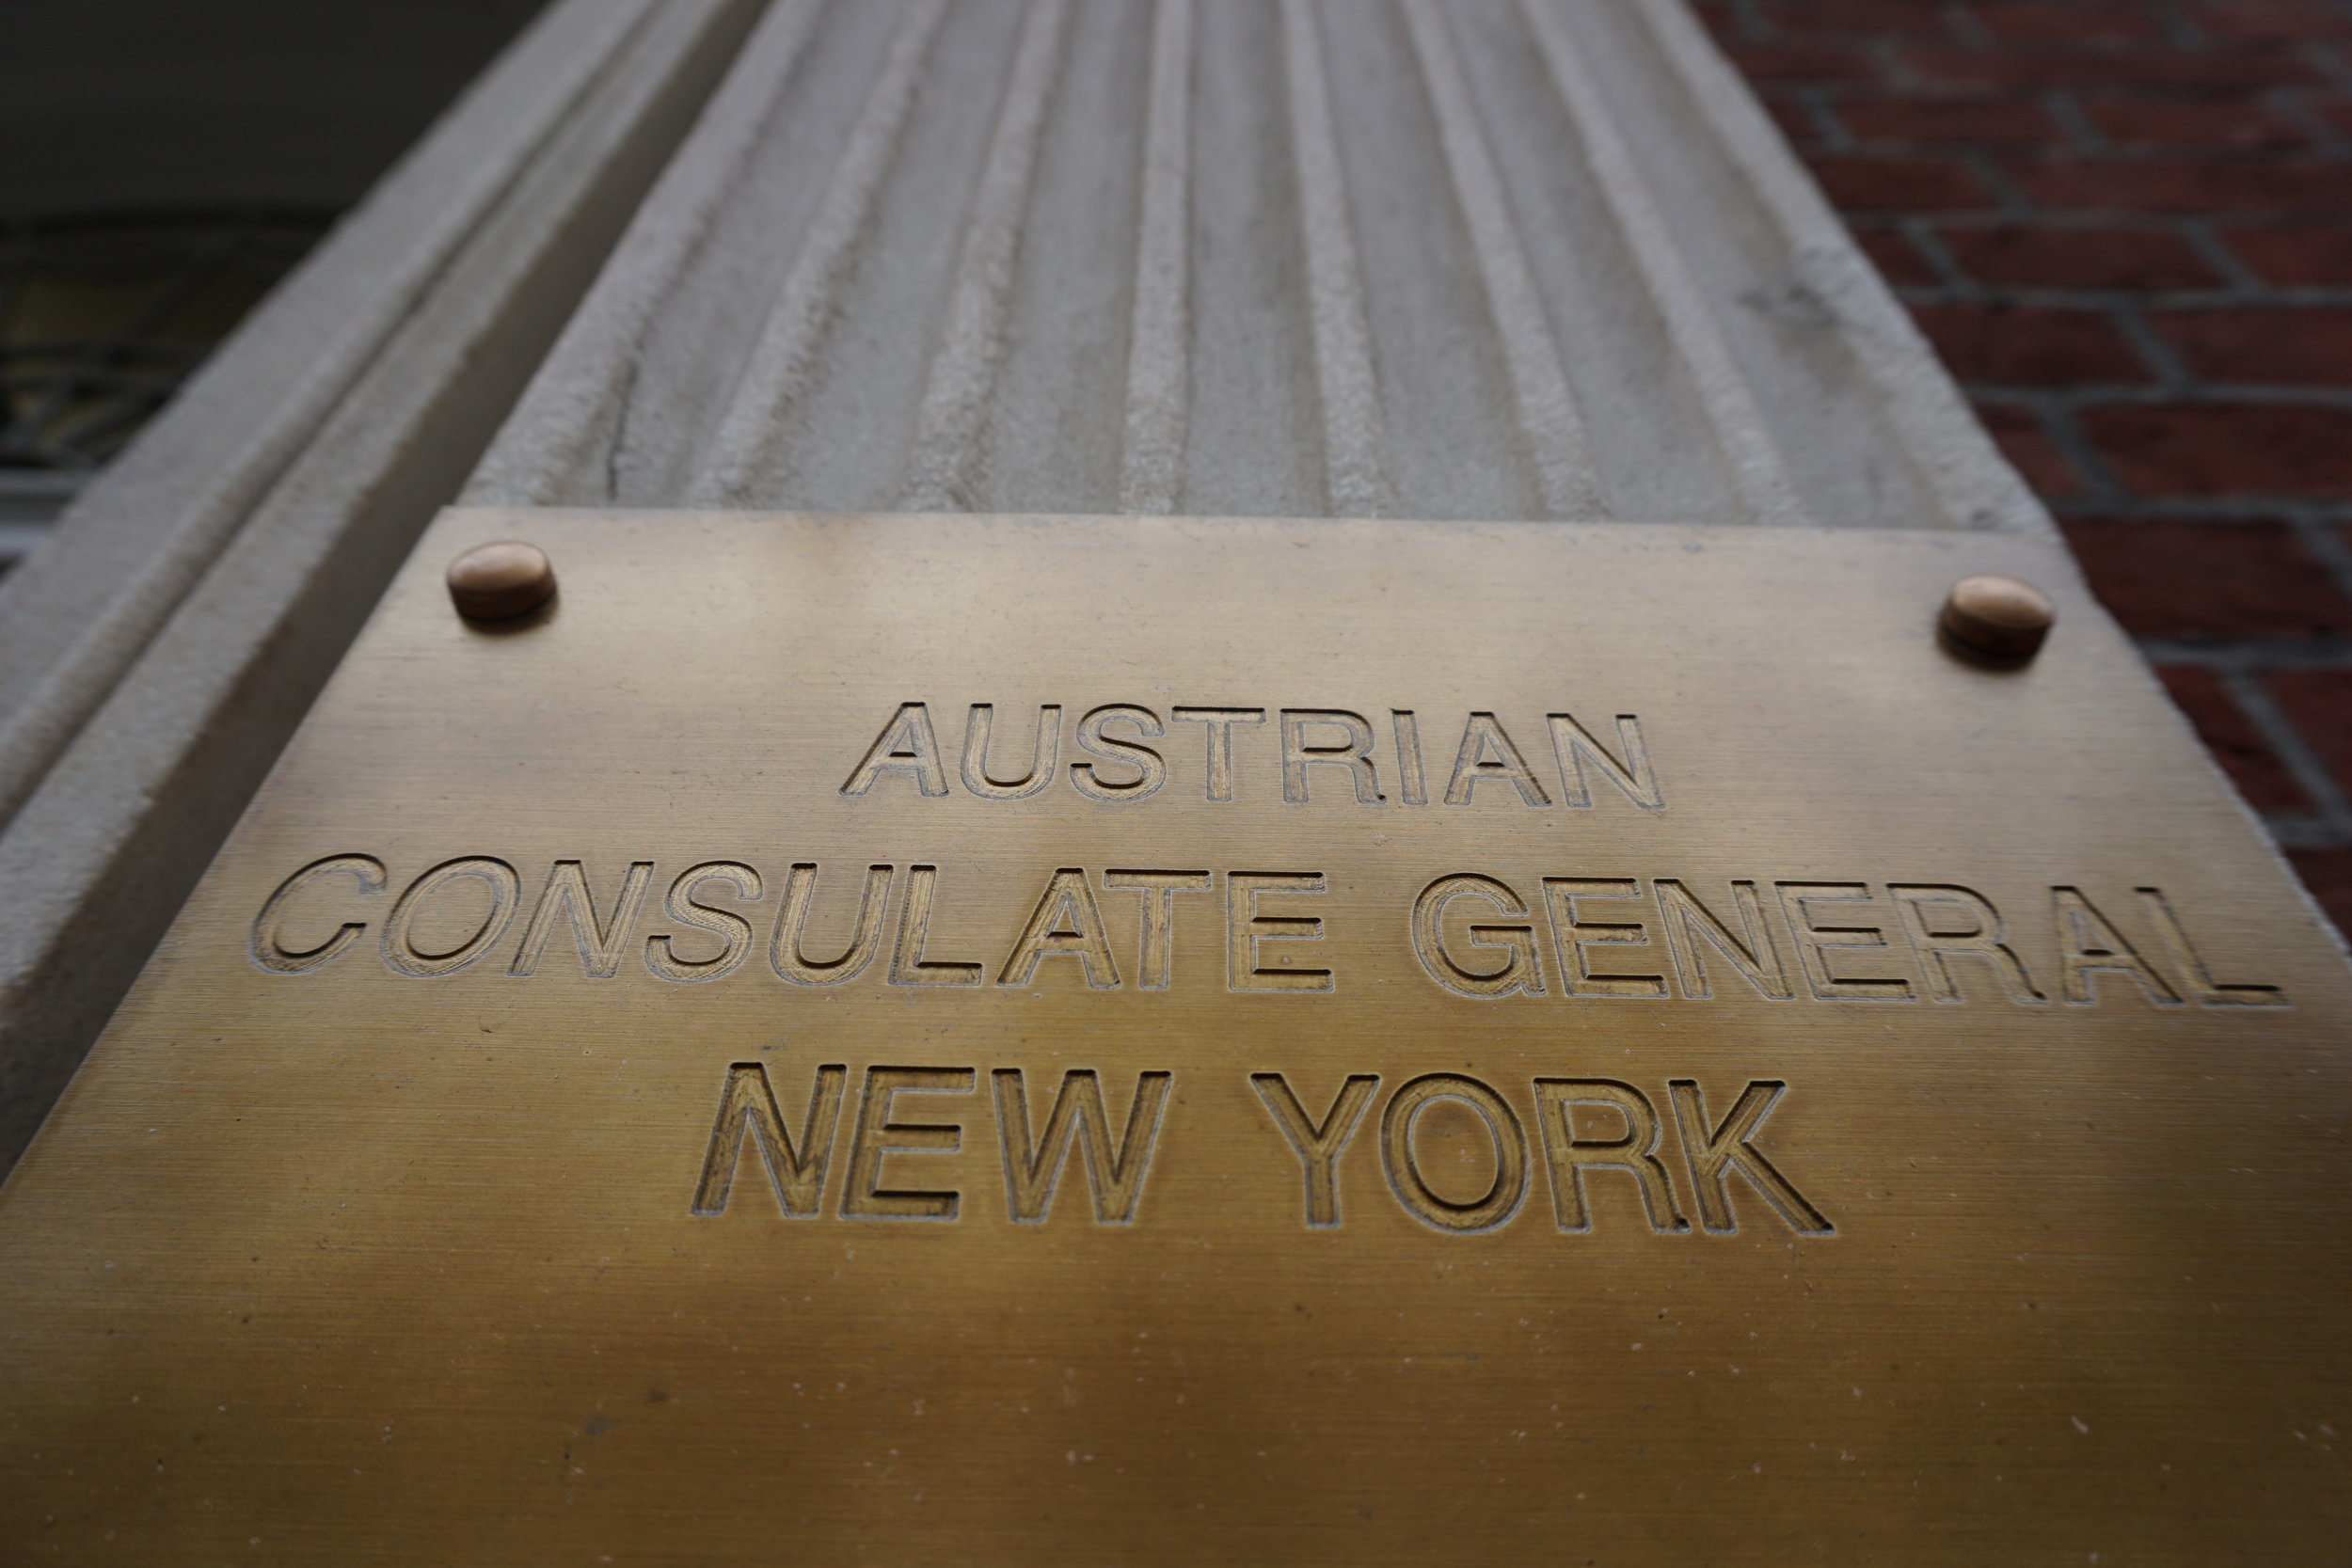 AUSTRIAN
CONSULATE GENERAL
NEW YORK